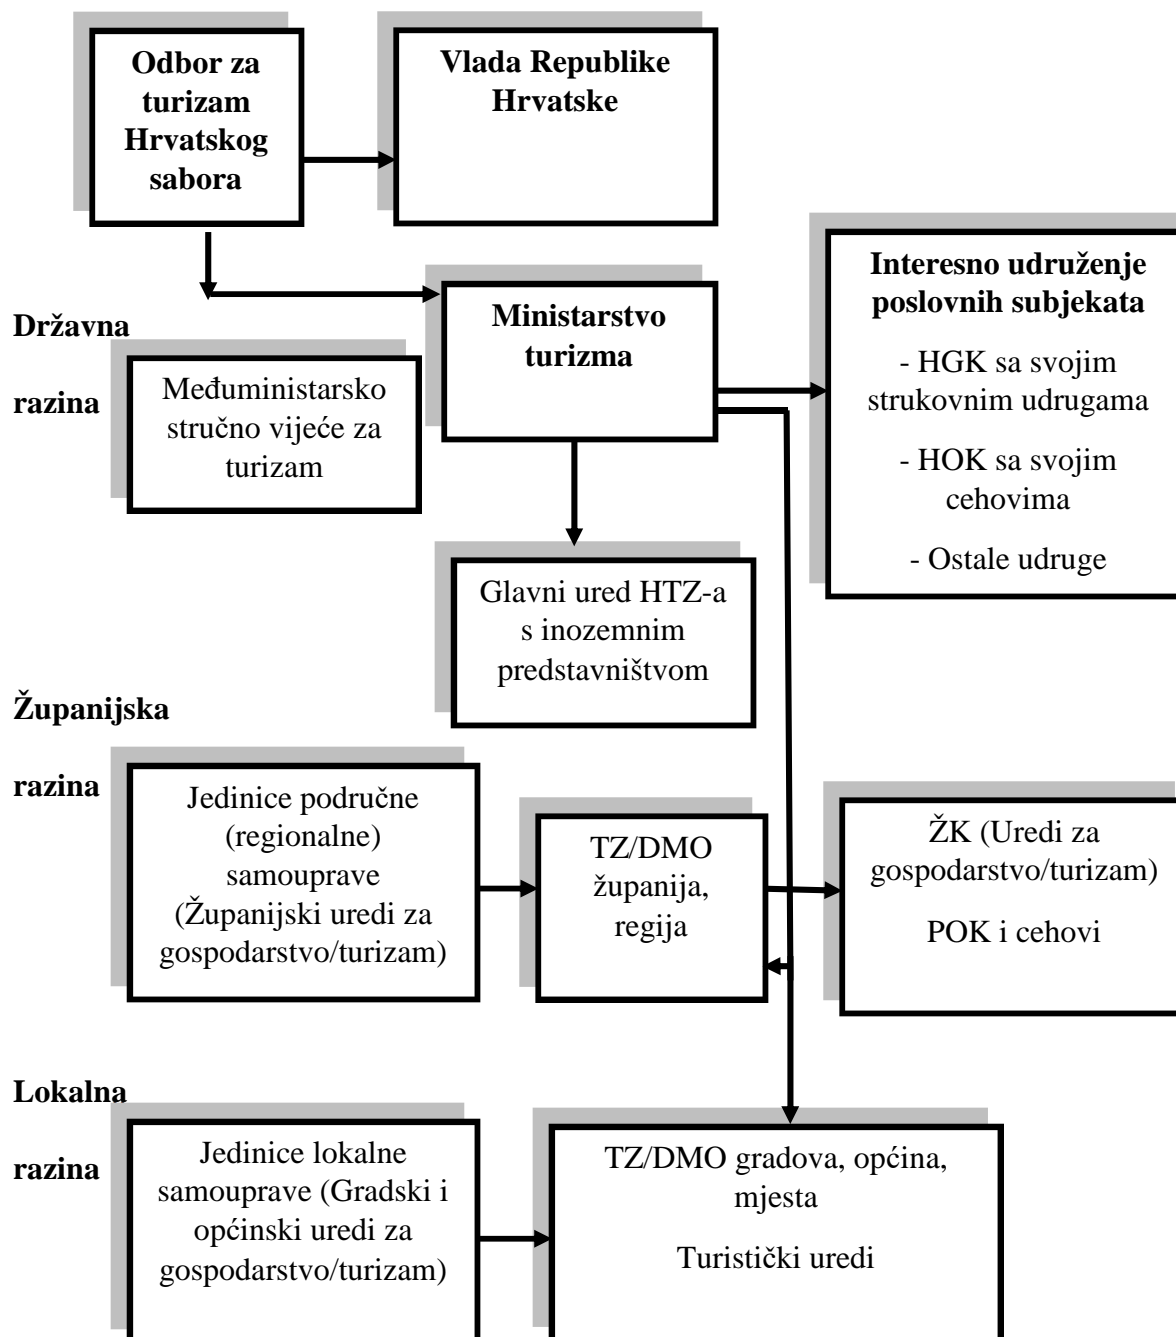 Odbor za
turizam
Hrvatskog
sabora
Vlada Republike
Hrvatske
Interesno udruženje
poslovnih subjekata
- HGK sa svojim
strukovnim udrugama
- HOK sa svojim
cehovima
- Ostale udruge
Ministarstvo
turizma
Državna
razina
Međuministarsko
stručno vijeće za
turizam
Glavni ured HTZ-a
s inozemnim
predstavništvom
Županijska
razina
Jedinice područne
(regionalne)
samouprave
(Županijski uredi za
gospodarstvo/turizam)
TZ/DMO
županija,
regija
ŽK (Uredi za
gospodarstvo/turizam)
POK i cehovi
Lokalna
razina
Jedinice lokalne
samouprave (Gradski i
općinski uredi za
gospodarstvo/turizam)
TZ/DMO gradova, općina,
mjesta
Turistički uredi